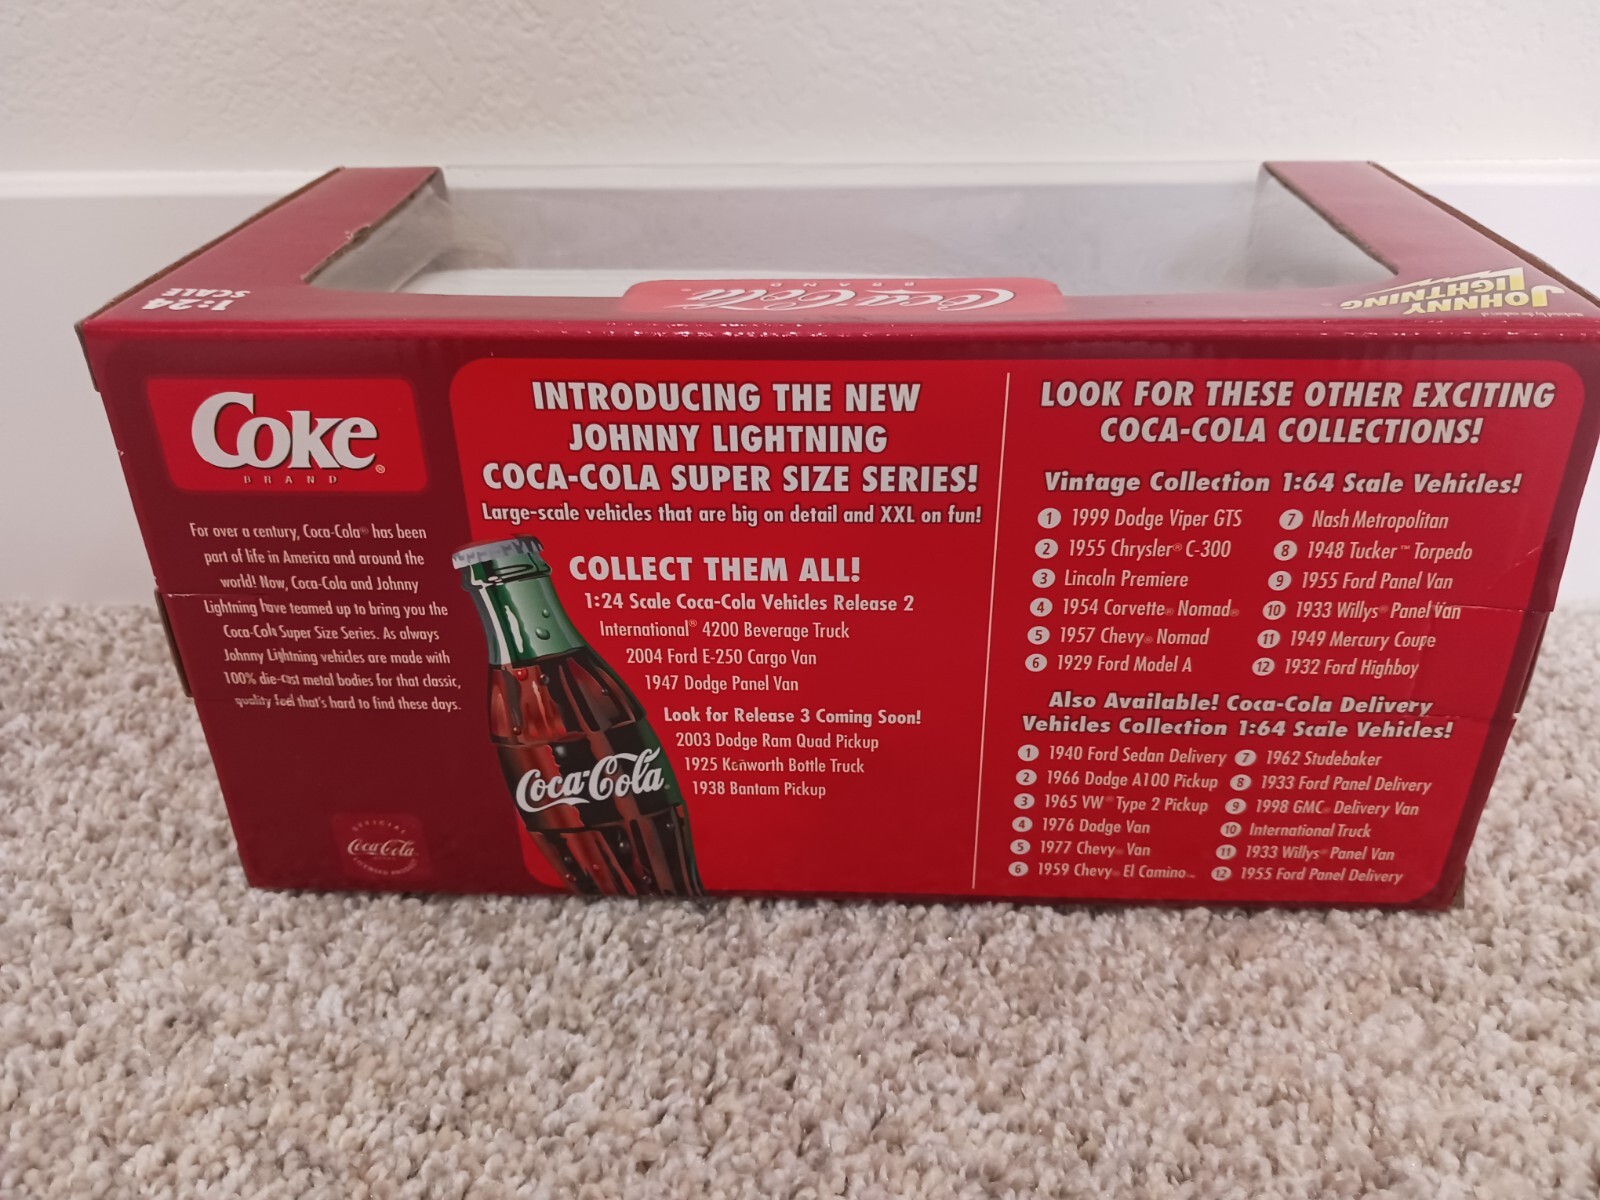 1:24
SCALE
Coca-Cola
BRAND
JOHNNY
LIGHTNING
Coke®
BRAND
For over a century, Coca-Cola® has been
part of life in America and around the
world! Now, Coca-Cola and Johnny
Lightning have teamed up to bring you the
Coca-Cola Super Size Series. As always
Johnny Lightning vehicles are made with
100% die-cast metal bodies for that classic,
quality feel that's hard to find these days.
OFFICIAL
Coca-Cola
LICENSED PRODUCT
INTRODUCING THE NEW
JOHNNY LIGHTNING
COCA-COLA SUPER SIZE SERIES!
Large-scale vehicles that are big on detail and XXL on fun!
COLLECT THEM ALL!
1:24 Scale Coca-Cola Vehicles Release 2
International® 4200 Beverage Truck
2004 Ford E-250 Cargo Van
1947 Dodge Panel Van
Look for Release 3 Coming Soon!
2003 Dodge Ram Quad Pickup
1925 Kenworth Bottle Truck
1938 Bantam Pickup
Coca-Cola
LOOK FOR THESE OTHER EXCITING
COCA-COLA COLLECTIONS!
Vintage Collection 1:64 Scale Vehicles!
1 1999 Dodge Viper GTS
2 1955 Chrysler® C-300
3 Lincoln Premiere
4 1954 Corvette® Nomad®
5 1957 Chevy® Nomad
6 1929 Ford Model A
7 Nash Metropolitan
8 1948 Tucker™ Torpedo
9 1955 Ford Panel Van
10 1933 Willys® Panel Van
11 1949 Mercury Coupe
12 1932 Ford Highboy
Also Available! Coca-Cola Delivery
Vehicles Collection 1:64 Scale Vehicles!
1 1940 Ford Sedan Delivery
2 1966 Dodge A100 Pickup
3 1965 VW® Type 2 Pickup
4 1976 Dodge Van
5 1977 Chevy® Van
6 1959 Chevy® El Camino™
7 1962 Studebaker
8 1933 Ford Panel Delivery
9 1998 GMC® Delivery Van
10 International Truck
11 1933 Willys® Panel Van
12 1955 Ford Panel Delivery